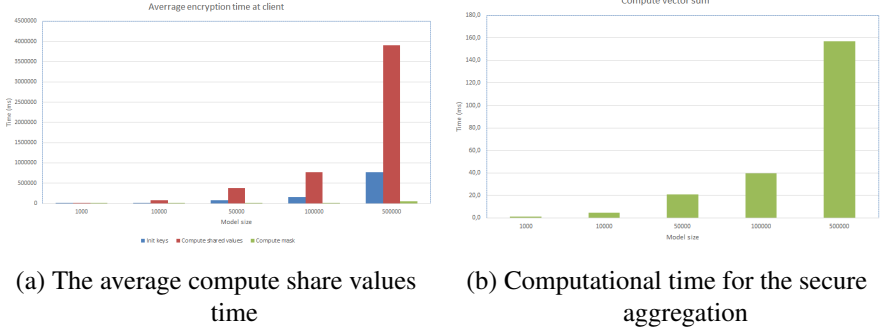 Averrage encryption time at client
4500000
4000000
3500000
3000000
2500000
2000000
1500000
1000000
500000
0
Time (ms)
1000
10000
50000
100000
500000
Model size
Init keys
Compute shared values
Compute mask
(a) The average compute share values
time
Compute vector sum
180,0
160,0
140,0
120,0
100,0
80,0
60,0
40,0
20,0
0,0
Time (ms)
1000
10000
50000
100000
500000
Model size
(b) Computational time for the secure
aggregation